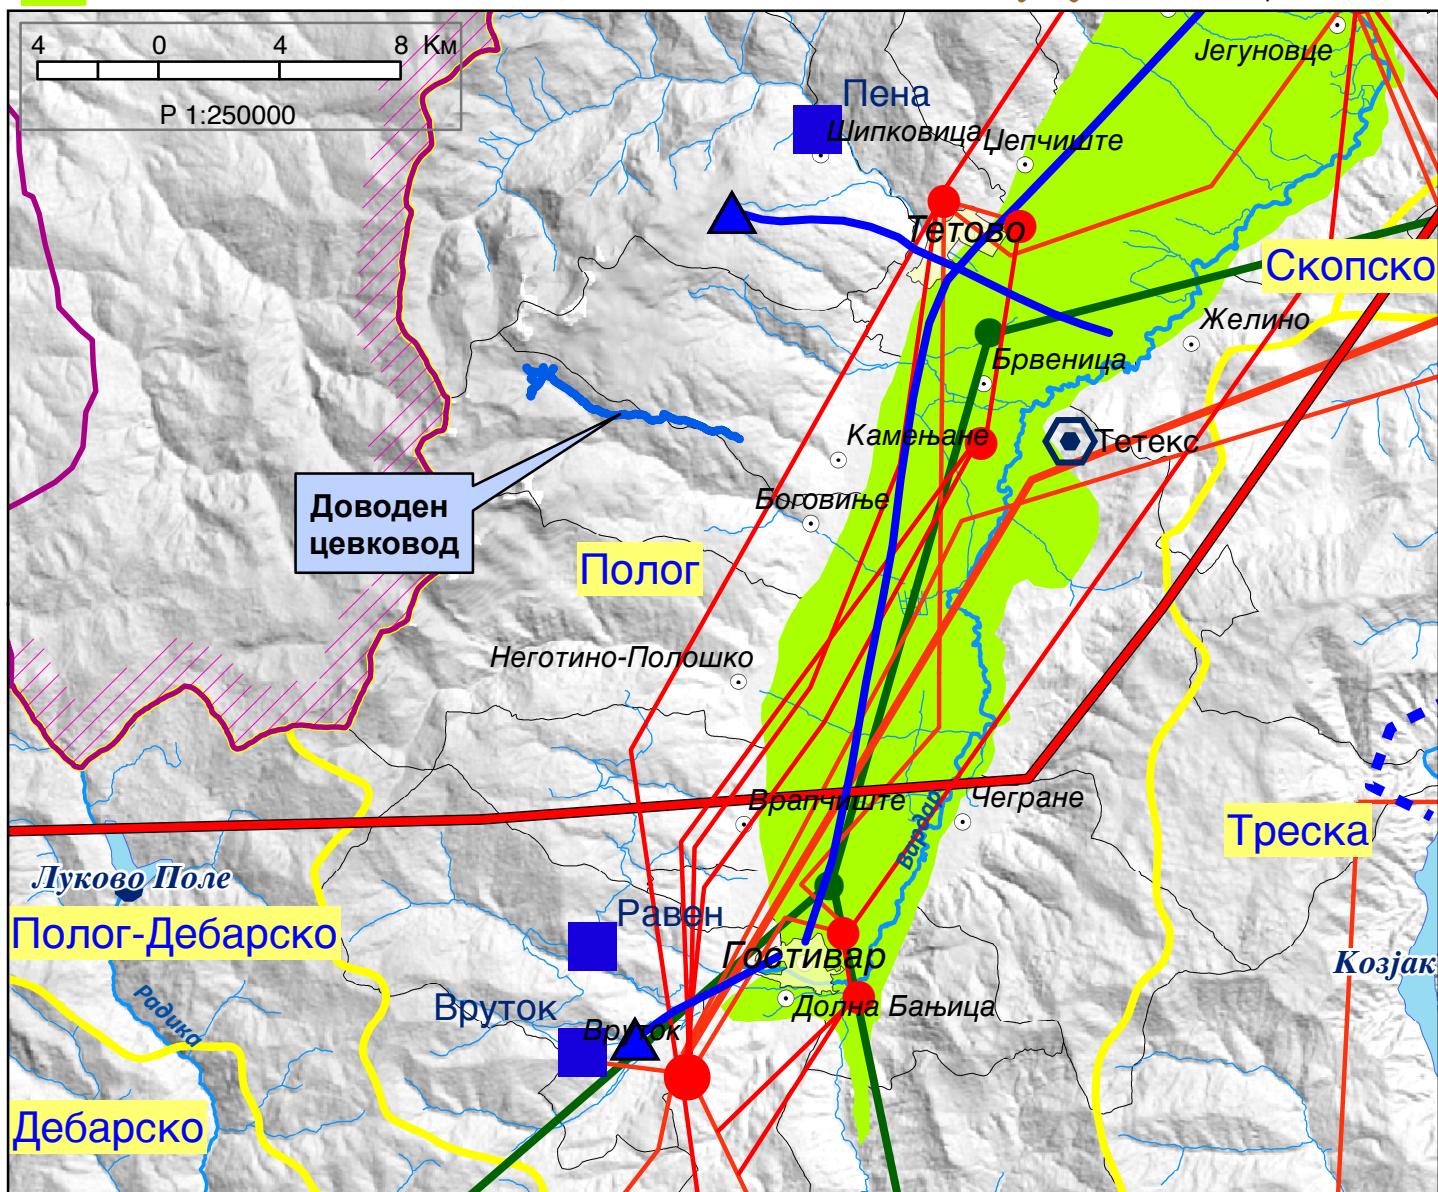 4 0 4 8 Км
Р 1:250000
Јегуновце
Пена
Шипковица
Џепчиште
Тетово
Скопско
Желино
Брвеница
Камењане
Тетекс
Боговиње
Доводен
цевковод
Полог
Неготино-Полошко
Врапчиште
Чегране
Вардар
Треска
Луково Поле
Равен
Полог-Дебарско
Гостивар
Козјак
Радика
Вруток
Долна Бањица
Вруток
Дебарско